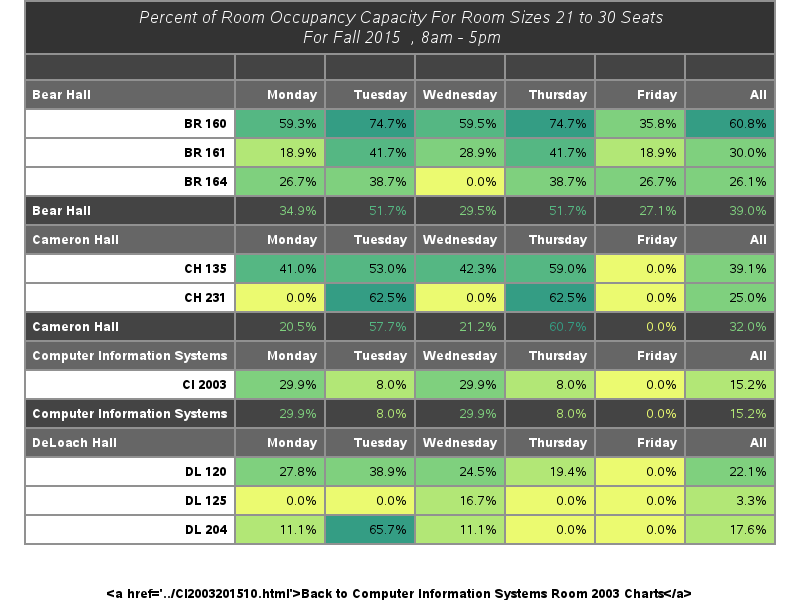 Percent of Room Occupancy Capacity For Room Sizes 21 to 30 Seats
For Fall 2015 , 8am - 5pm
Bear Hall Monday Tuesday Wednesday Thursday Friday All
BR 160 59.3% 74.7% 59.5% 74.7% 35.8% 60.8%
BR 161 18.9% 41.7% 28.9% 41.7% 18.9% 30.0%
BR 164 26.7% 38.7% 0.0% 38.7% 26.7% 26.1%
Bear Hall 34.9% 51.7% 29.5% 51.7% 27.1% 39.0%
Cameron Hall Monday Tuesday Wednesday Thursday Friday All
CH 135 41.0% 53.0% 42.3% 59.0% 0.0% 39.1%
CH 231 0.0% 62.5% 0.0% 62.5% 0.0% 25.0%
Cameron Hall 20.5% 57.7% 21.2% 60.7% 0.0% 32.0%
Computer Information Systems Monday Tuesday Wednesday Thursday Friday All
CI 2003 29.9% 8.0% 29.9% 8.0% 0.0% 15.2%
Computer Information Systems 29.9% 8.0% 29.9% 8.0% 0.0% 15.2%
DeLoach Hall Monday Tuesday Wednesday Thursday Friday All
DL 120 27.8% 38.9% 24.5% 19.4% 0.0% 22.1%
DL 125 0.0% 0.0% 16.7% 0.0% 0.0% 3.3%
DL 204 11.1% 65.7% 11.1% 0.0% 0.0% 17.6%
<a href='../CI2003201510.html'>Back to Computer Information Systems Room 2003 Charts</a>